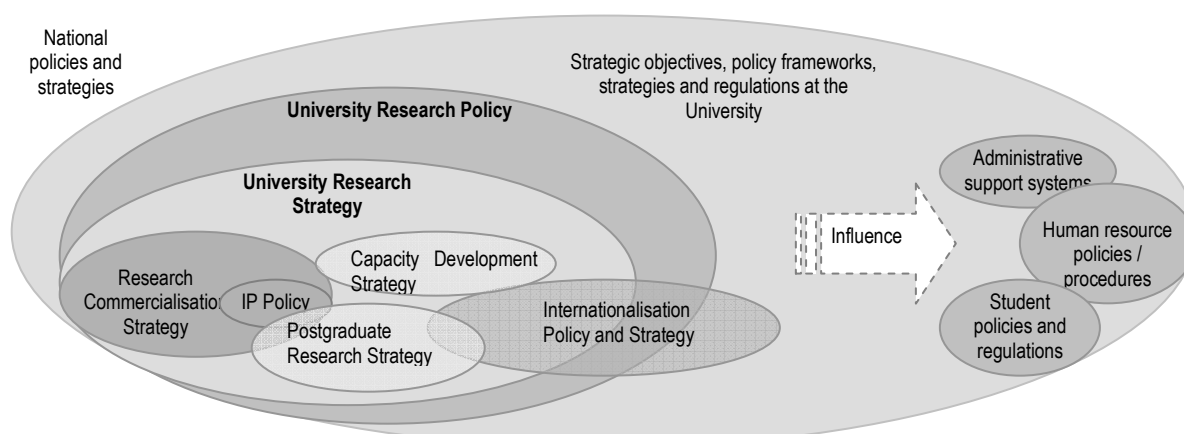 National
policies and
strategies
Strategic objectives, policy frameworks,
strategies and regulations at the
University
University Research Policy
University Research
Strategy
Capacity Development
Strategy
Research
Commercialisation
Strategy
IP Policy
Postgraduate
Research Strategy
Internationalisation
Policy and Strategy
Influence
Administrative
support systems
Human resource
policies /
procedures
Student
policies and
regulations